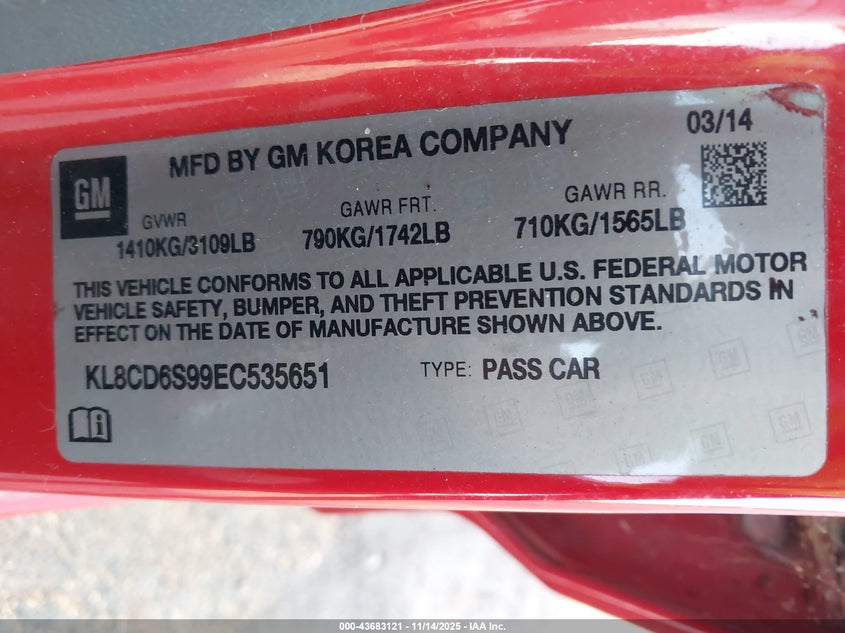 GM
MFD BY GM KOREA COMPANY
03/14
GVWR
1410KG/3109LB
GAWR FRT.
790KG/1742LB
GAWR RR.
710KG/1565LB
THIS VEHICLE CONFORMS TO ALL APPLICABLE U.S. FEDERAL MOTOR
VEHICLE SAFETY, BUMPER, AND THEFT PREVENTION STANDARDS IN
EFFECT ON THE DATE OF MANUFACTURE SHOWN ABOVE.
KL8CD6S99EC535651
TYPE: PASS CAR
000-43683121 - 11/14/2025 - IAA Inc.